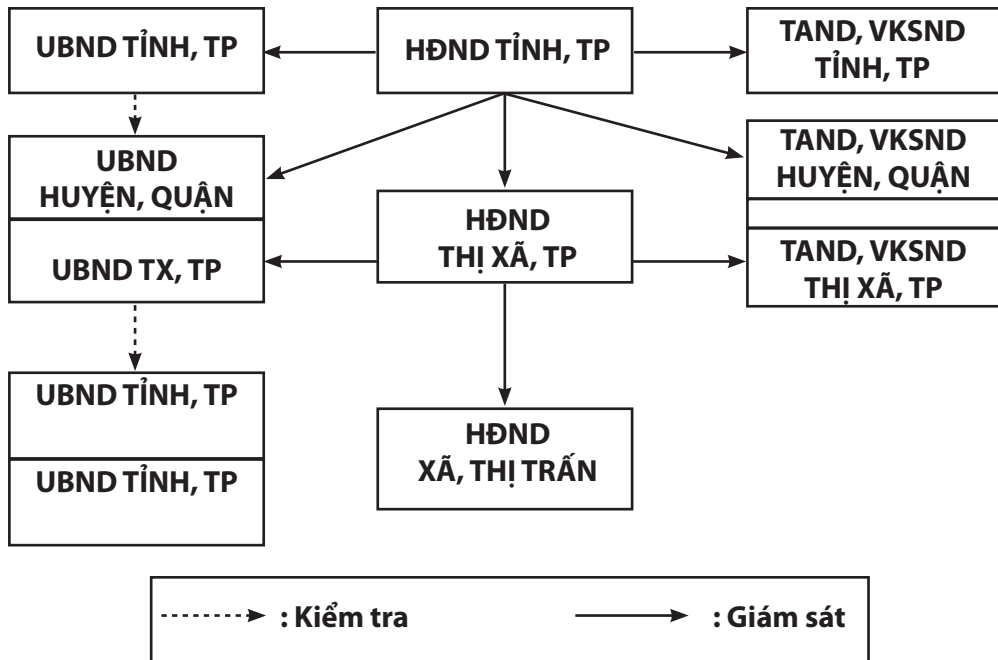 UBND TỈNH, TP
HĐND TỈNH, TP
TAND, VKSND
TỈNH, TP
UBND
HUYỆN, QUẬN
TAND, VKSND
HUYỆN, QUẬN
UBND TX, TP
HĐND
THỊ XÃ, TP
TAND, VKSND
THỊ XÃ, TP
UBND TỈNH, TP
UBND TỈNH, TP
HĐND
XÃ, THỊ TRẤN
: Kiểm tra
: Giám sát